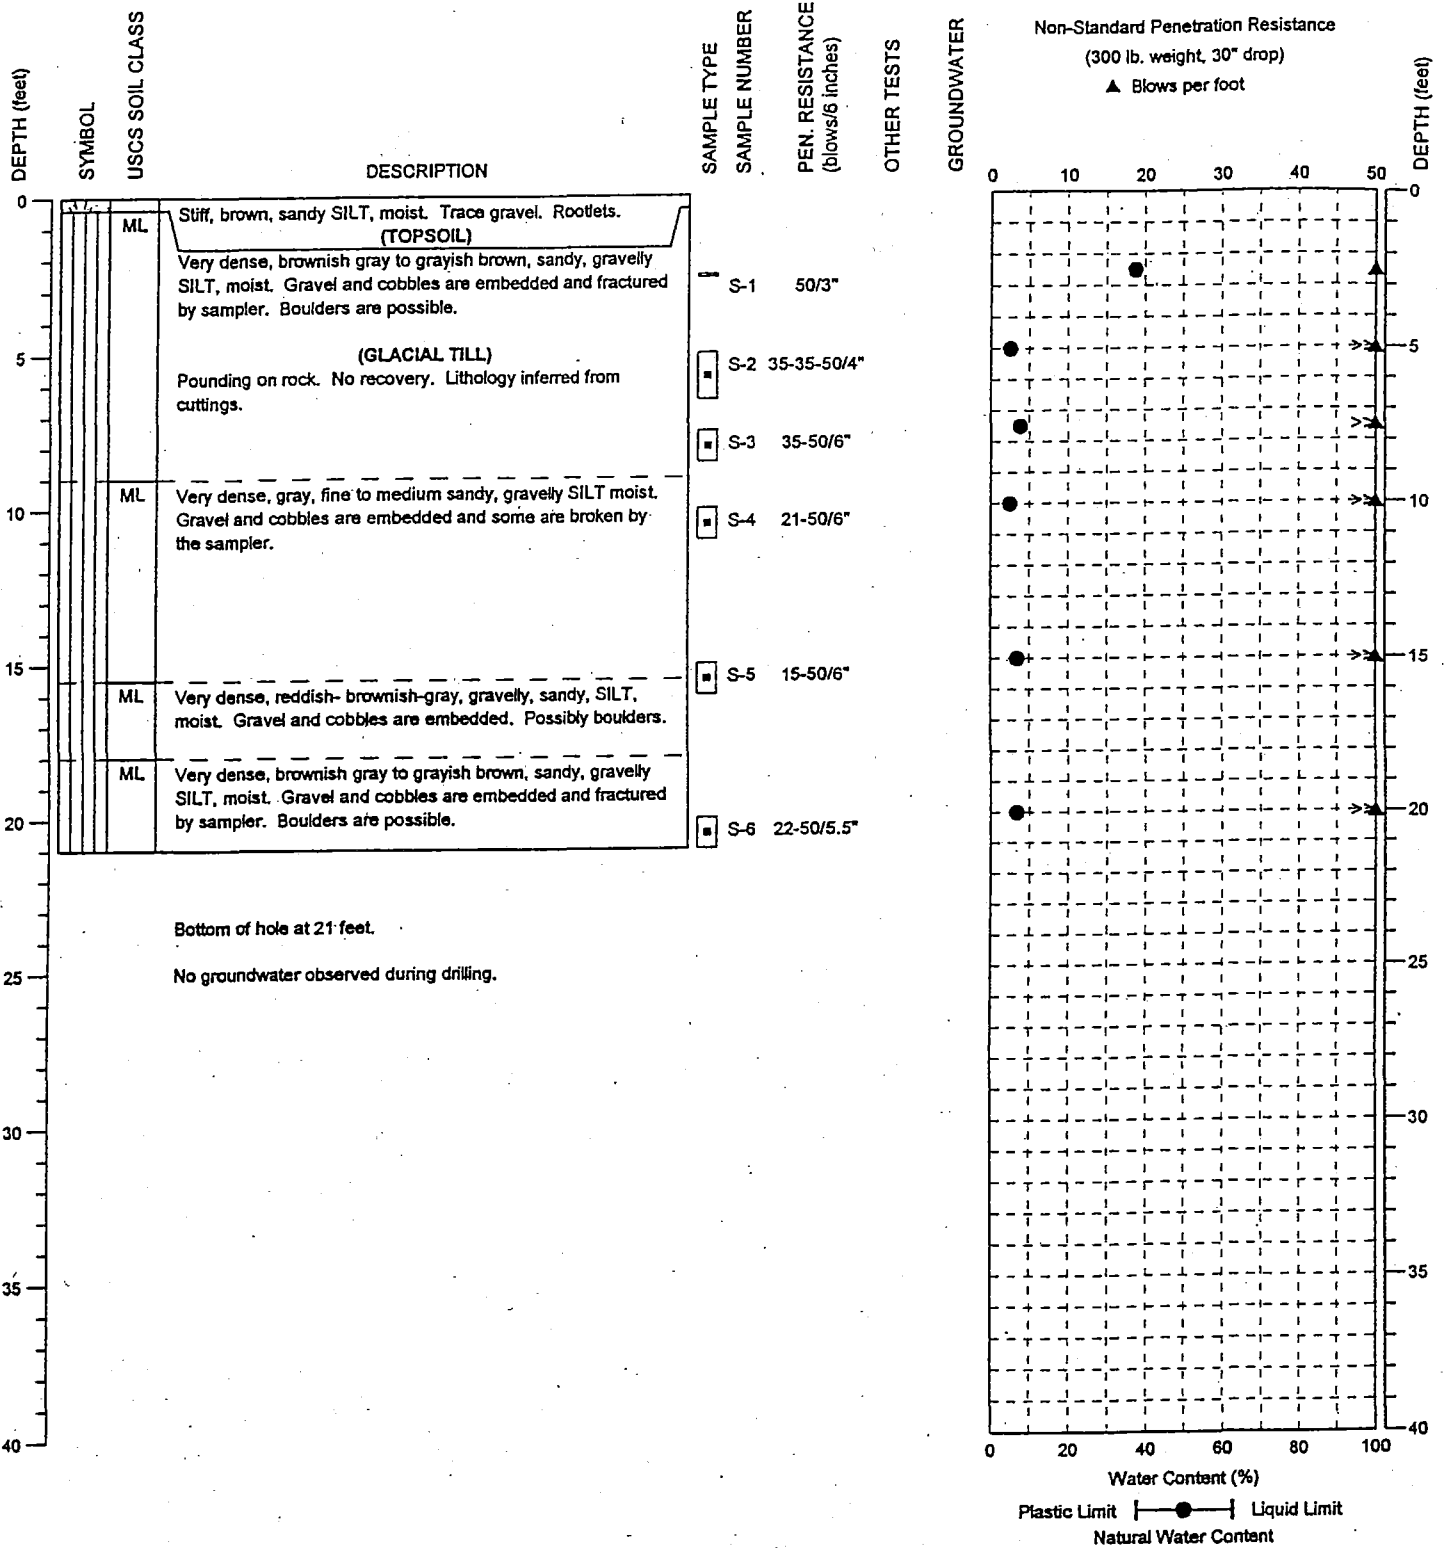 Non-Standard Penetration Resistance
(300 lb. weight, 30" drop)
▲ Blows per foot
DEPTH (feet)
SYMBOL
USCS SOIL CLASS
DESCRIPTION
SAMPLE TYPE
SAMPLE NUMBER
PEN. RESISTANCE
(blows/6 inches)
OTHER TESTS
GROUNDWATER
DEPTH (feet)
0 10 20 30 40 50
0
ML
Stiff, brown, sandy SILT, moist. Trace gravel. Rootlets.
(TOPSOIL)
Very dense, brownish gray to grayish brown, sandy, gravelly
SILT, moist. Gravel and cobbles are embedded and fractured
by sampler. Boulders are possible.
S-1 50/3"
(GLACIAL TILL)
5
S-2 35-35-50/4"
Pounding on rock. No recovery. Lithology inferred from
cuttings.
S-3 35-50/6"
ML
Very dense, gray, fine to medium sandy, gravelly SILT moist.
Gravel and cobbles are embedded and some are broken by
the sampler.
10
S-4 21-50/6"
15
S-5 15-50/6"
ML
Very dense, reddish- brownish-gray, gravelly, sandy, SILT,
moist. Gravel and cobbles are embedded. Possibly boulders.
ML
Very dense, brownish gray to grayish brown, sandy, gravelly
SILT, moist. Gravel and cobbles are embedded and fractured
by sampler. Boulders are possible.
20
S-6 22-50/5.5"
Bottom of hole at 21 feet.
No groundwater observed during drilling.
25
30
35
40
0
>>
5
>>
>>
10
>>
15
>>
20
25
30
35
40
0 20 40 60 80 100
Water Content (%)
Plastic Limit Liquid Limit
Natural Water Content